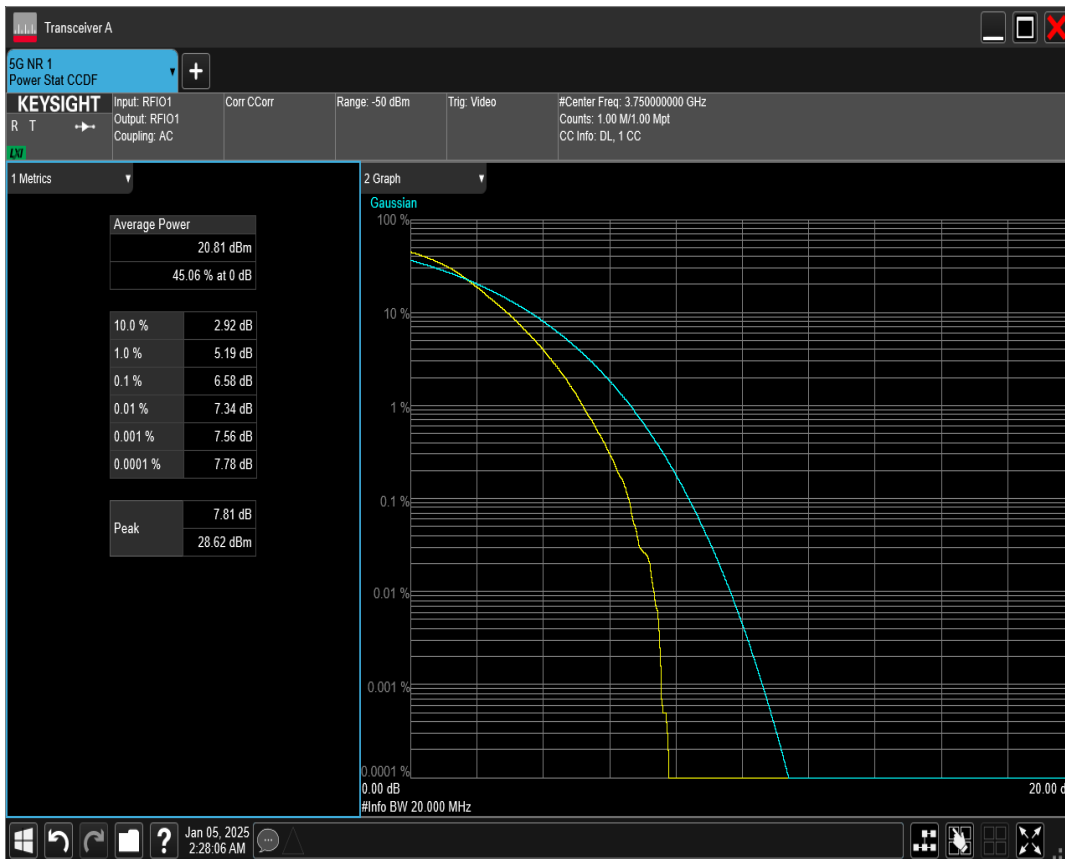 Transceiver A
5G NR 1
Power Stat CCDF
+
KEYSIGHT
R T
LXI
Input: RFIO1
Output: RFIO1
Coupling: AC
Corr CCorr
Range: -50 dBm
Trig: Video
#Center Freq: 3.750000000 GHz
Counts: 1.00 M/1.00 Mpt
CC Info: DL, 1 CC
1 Metrics
Average Power
20.81 dBm
45.06 % at 0 dB
10.0 % 2.92 dB
1.0 % 5.19 dB
0.1 % 6.58 dB
0.01 % 7.34 dB
0.001 % 7.56 dB
0.0001 % 7.78 dB
Peak 7.81 dB
28.62 dBm
2 Graph
Gaussian
100 %
10 %
1 %
0.1 %
0.01 %
0.001 %
0.0001 %
0.00 dB 20.00 d
#Info BW 20.000 MHz
? Jan 05, 2025
2:28:06 AM